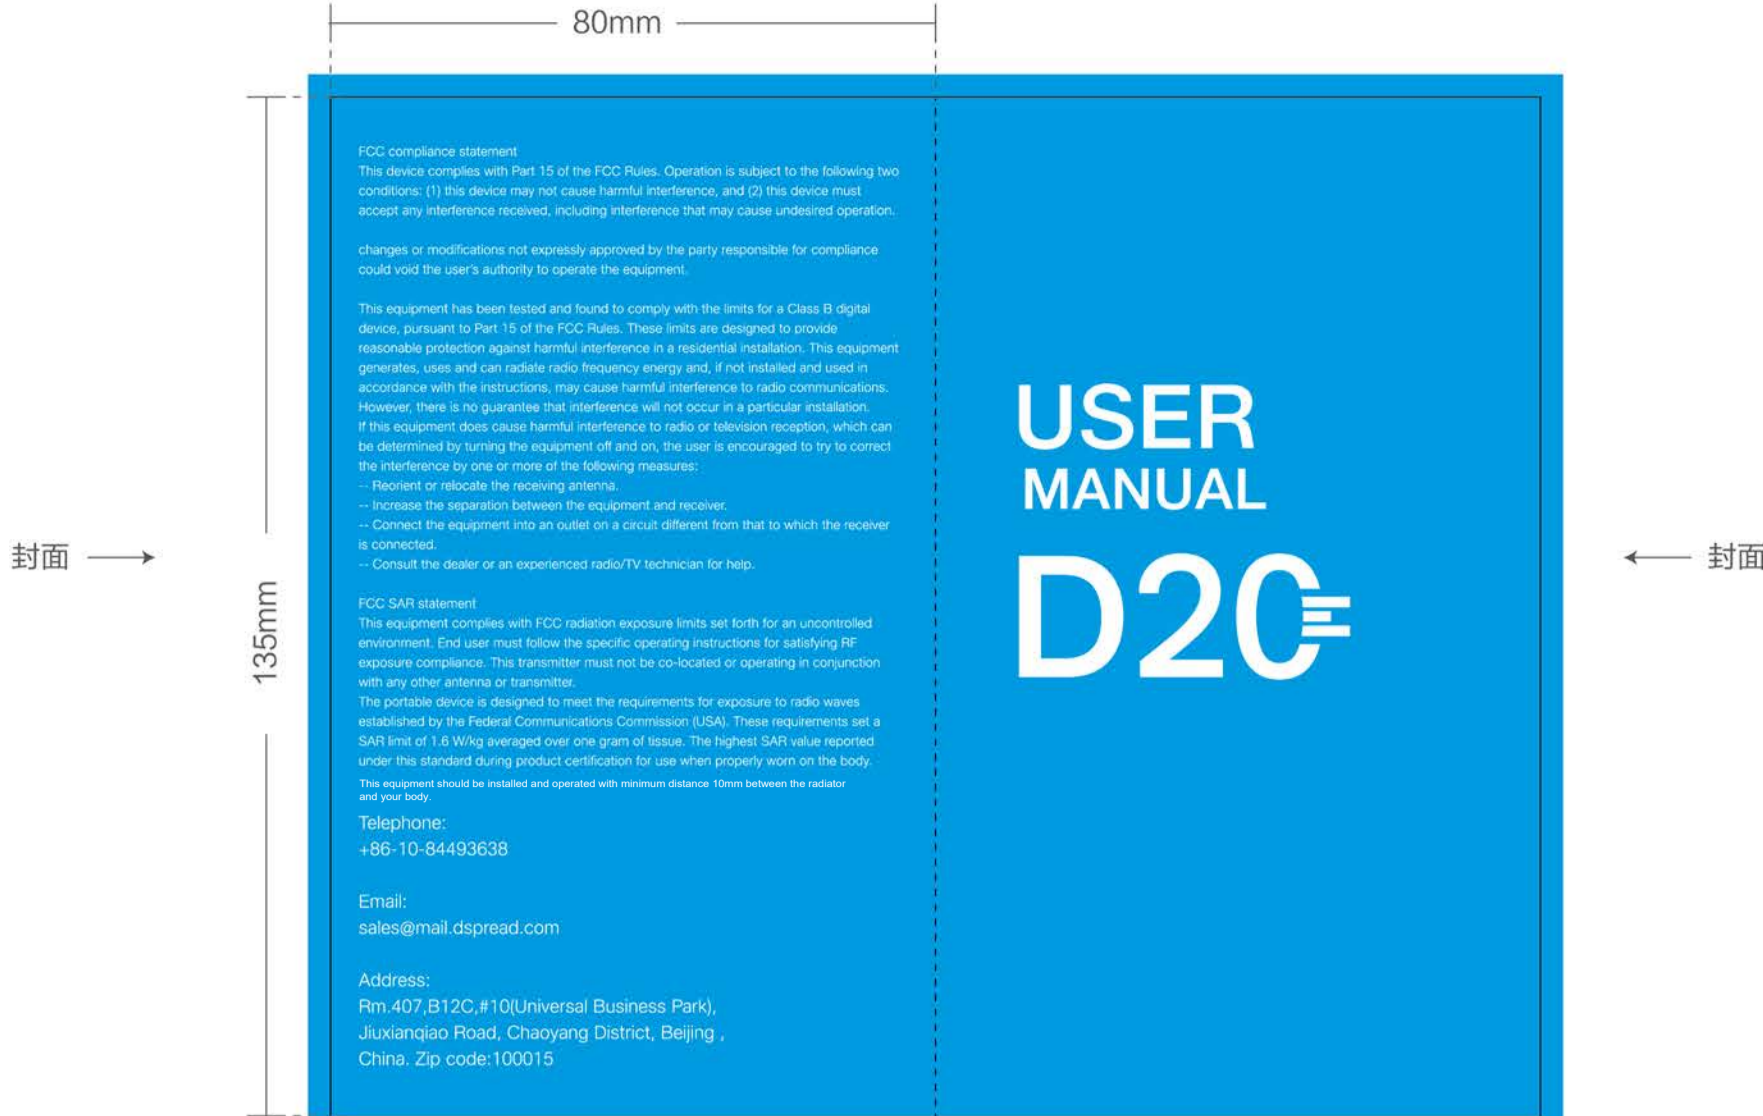 80mm
FCC compliance statement
This device complies with Part 15 of the FCC Rules. Operation is subject to the following two
conditions: (1) this device may not cause harmful interference, and (2) this device must
accept any interference received, including interference that may cause undesired operation.
changes or modifications not expressly approved by the party responsible for compliance
could void the user's authority to operate the equipment.
This equipment has been tested and found to comply with the limits for a Class B digital
device, pursuant to Part 15 of the FCC Rules. These limits are designed to provide
reasonable protection against harmful interference in a residential installation. This equipment
generates, uses and can radiate radio frequency energy and, if not installed and used in
accordance with the instructions, may cause harmful interference to radio communications.
However, there is no guarantee that interference will not occur in a particular installation.
If this equipment does cause harmful interference to radio or television reception, which can
be determined by turning the equipment off and on, the user is encouraged to try to correct
the interference by one or more of the following measures:
-- Reorient or relocate the receiving antenna.
-- Increase the separation between the equipment and receiver.
-- Connect the equipment into an outlet on a circuit different from that to which the receiver
is connected.
-- Consult the dealer or an experienced radio/TV technician for help.
FCC SAR statement
This equipment complies with FCC radiation exposure limits set forth for an uncontrolled
environment. End user must follow the specific operating instructions for satisfying RF
exposure compliance. This transmitter must not be co-located or operating in conjunction
with any other antenna or transmitter.
The portable device is designed to meet the requirements for exposure to radio waves
established by the Federal Communications Commission (USA). These requirements set a
SAR limit of 1.6 W/kg averaged over one gram of tissue. The highest SAR value reported
under this standard during product certification for use when properly worn on the body.
This equipment should be installed and operated with minimum distance 10mm between the radiator
and your body.
Telephone:
+86-10-84493638
Email:
sales@mail.dspread.com
Address:
Rm.407,B12C,#10(Universal Business Park),
Jiuxianqiao Road, Chaoyang District, Beijing ,
China. Zip code:100015
USER
MANUAL
D20
封面
135mm
封面